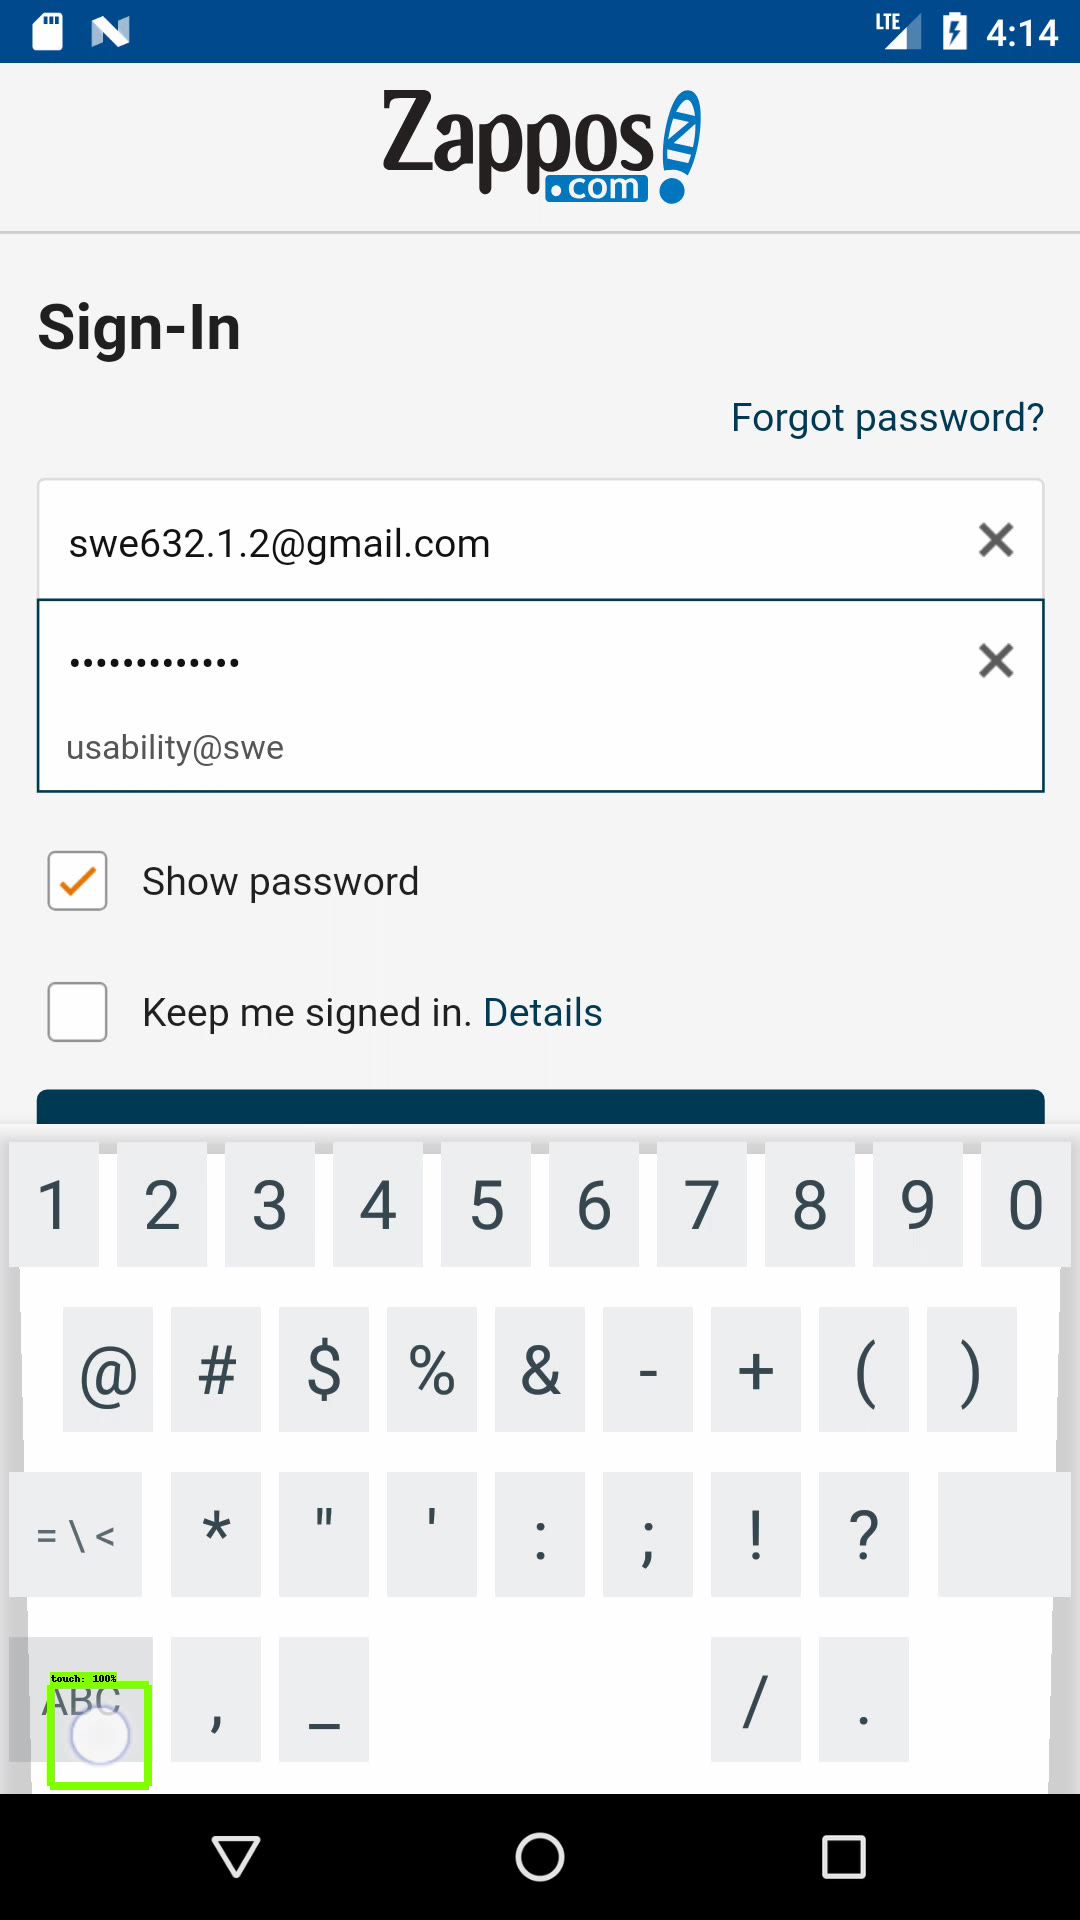 LTE 4:14
Zappos
.com
Sign-In
Forgot password?
swe632.1.2@gmail.com
•••••••••••••
usability@swe
Show password
Keep me signed in. Details
1 2 3 4 5 6 7 8 9 0
@ # $ % & - + ( )
= \ < * " ' : ; ! ?
touch: 100%
ABC , _ / .